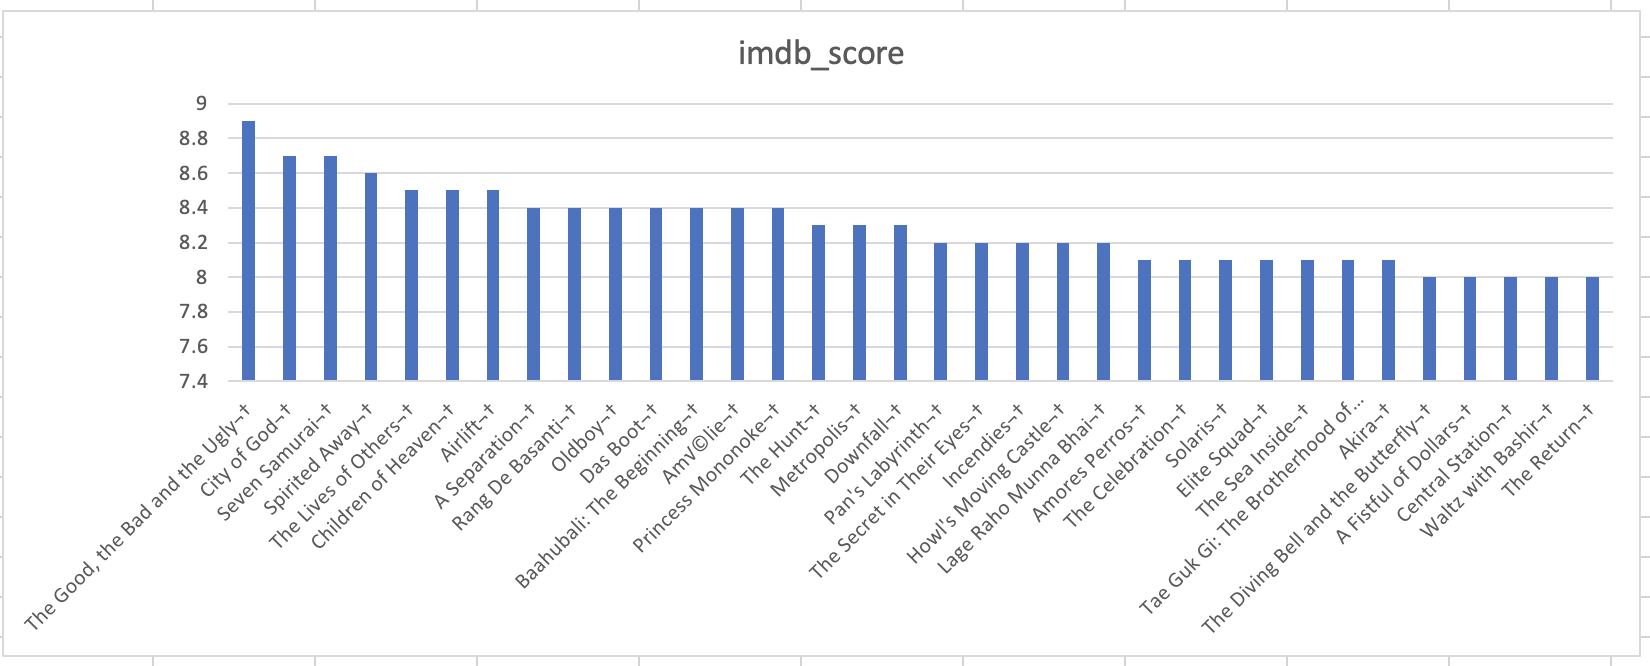 imdb_score
9
8.8
8.6
8.4
8.2
8
7.8
7.6
7.4
The Good, the Bad and the Ugly¬†
City of God¬†
Seven Samurai¬†
Spirited Away¬†
The Lives of Others¬†
Children of Heaven¬†
Airlift¬†
A Separation¬†
Rang De Basanti¬†
Oldboy¬†
Das Boot¬†
Baahubali: The Beginning¬†
Am√©lie¬†
Princess Mononoke¬†
The Hunt¬†
Metropolis¬†
Downfall¬†
Pan's Labyrinth¬†
The Secret in Their Eyes¬†
Incendies¬†
Howl's Moving Castle¬†
Lage Raho Munna Bhai¬†
Amores Perros¬†
The Celebration¬†
Solaris¬†
Elite Squad¬†
The Sea Inside¬†
Tae Guk Gi: The Brotherhood of...
Akira¬†
The Diving Bell and the Butterfly¬†
A Fistful of Dollars¬†
Central Station¬†
Waltz with Bashir¬†
The Return¬†